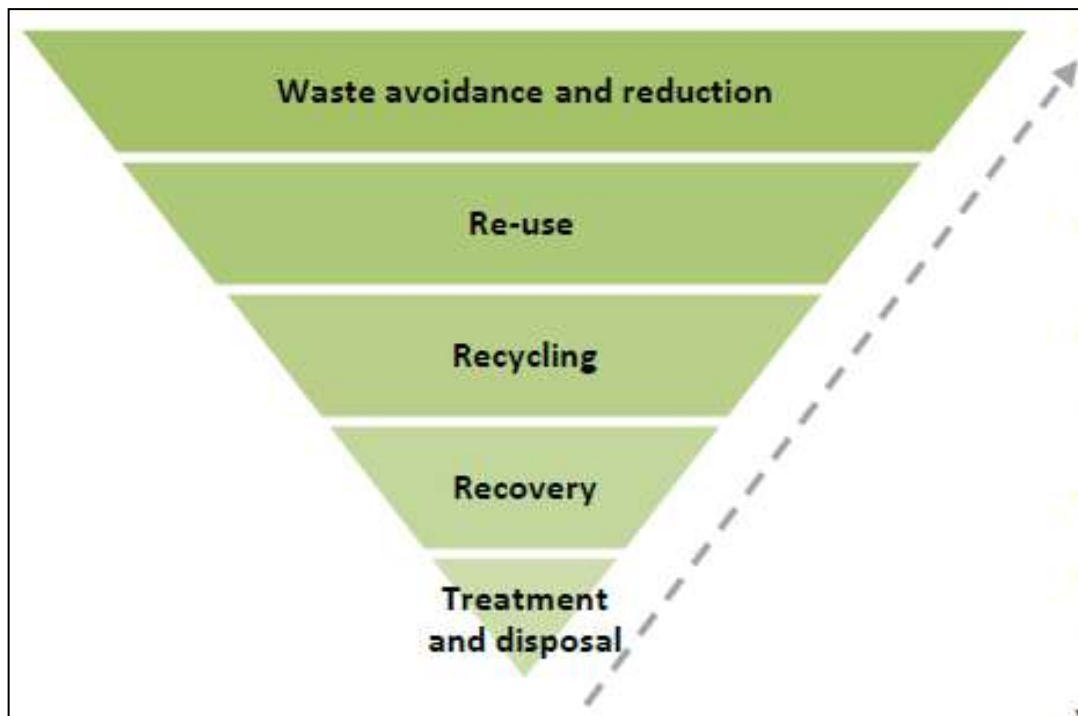 Waste avoidance and reduction
Re-use
Recycling
Recovery
Treatment
and disposal